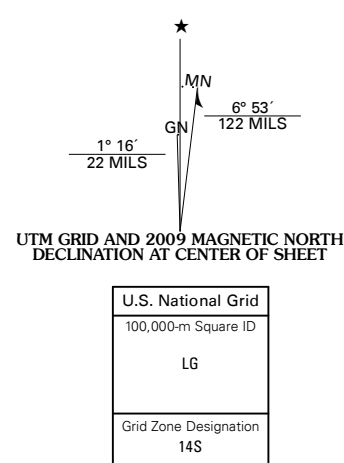 ★
MN
GN
6° 53´
122 MILS
1° 16´
22 MILS
UTM GRID AND 2009 MAGNETIC NORTH
DECLINATION AT CENTER OF SHEET
U.S. National Grid
100,000-m Square ID
LG
Grid Zone Designation
14S